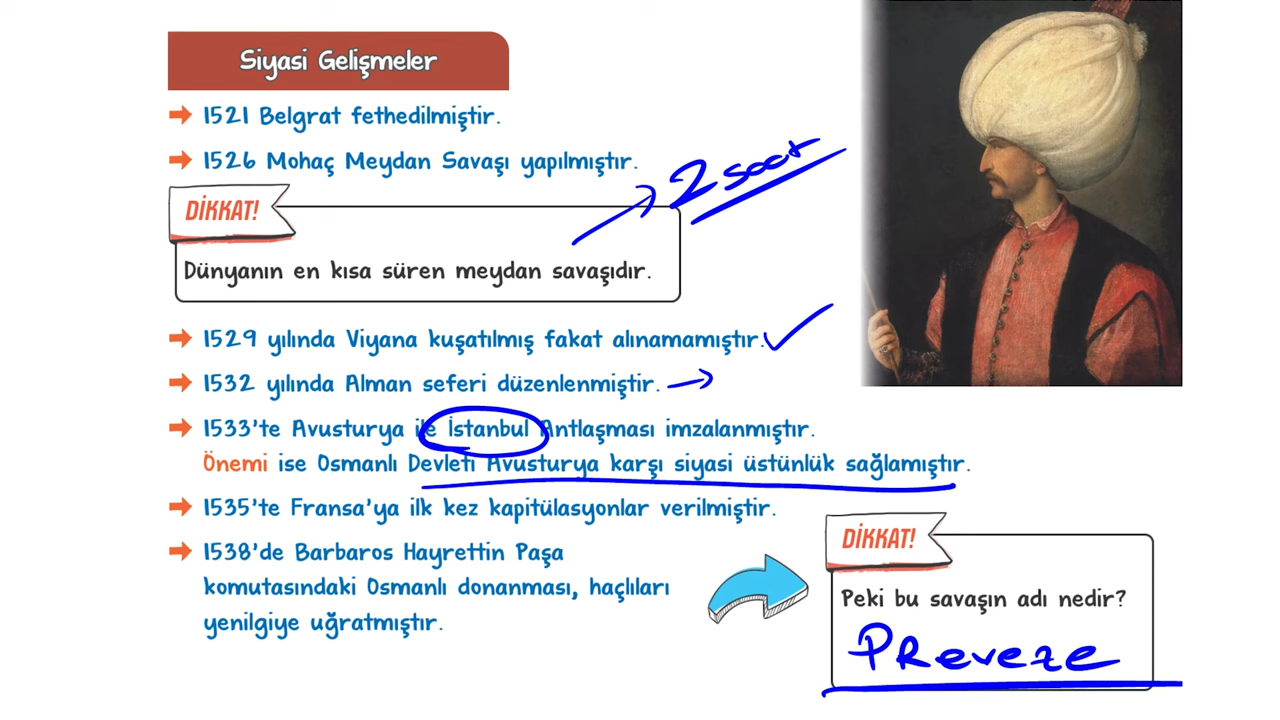 Siyasi Gelişmeler
1521 Belgrat fethedilmiştir.
1526 Mohaç Meydan Savaşı yapılmıştır.
2 saat
DİKKAT!
Dünyanın en kısa süren meydan savaşıdır.
1529 yılında Viyana kuşatılmış fakat alınamamıştır.
1532 yılında Alman seferi düzenlenmiştir.
1533'te Avusturya ile İstanbul Antlaşması imzalanmıştır.
Önemi ise Osmanlı Devleti Avusturya karşı siyasi üstünlük sağlamıştır.
1535'te Fransa'ya ilk kez kapitülasyonlar verilmiştir.
1538'de Barbaros Hayrettin Paşa
komutasındaki Osmanlı donanması, haçlıları
yenilgiye uğratmıştır.
DİKKAT!
Peki bu savaşın adı nedir?
PReveze